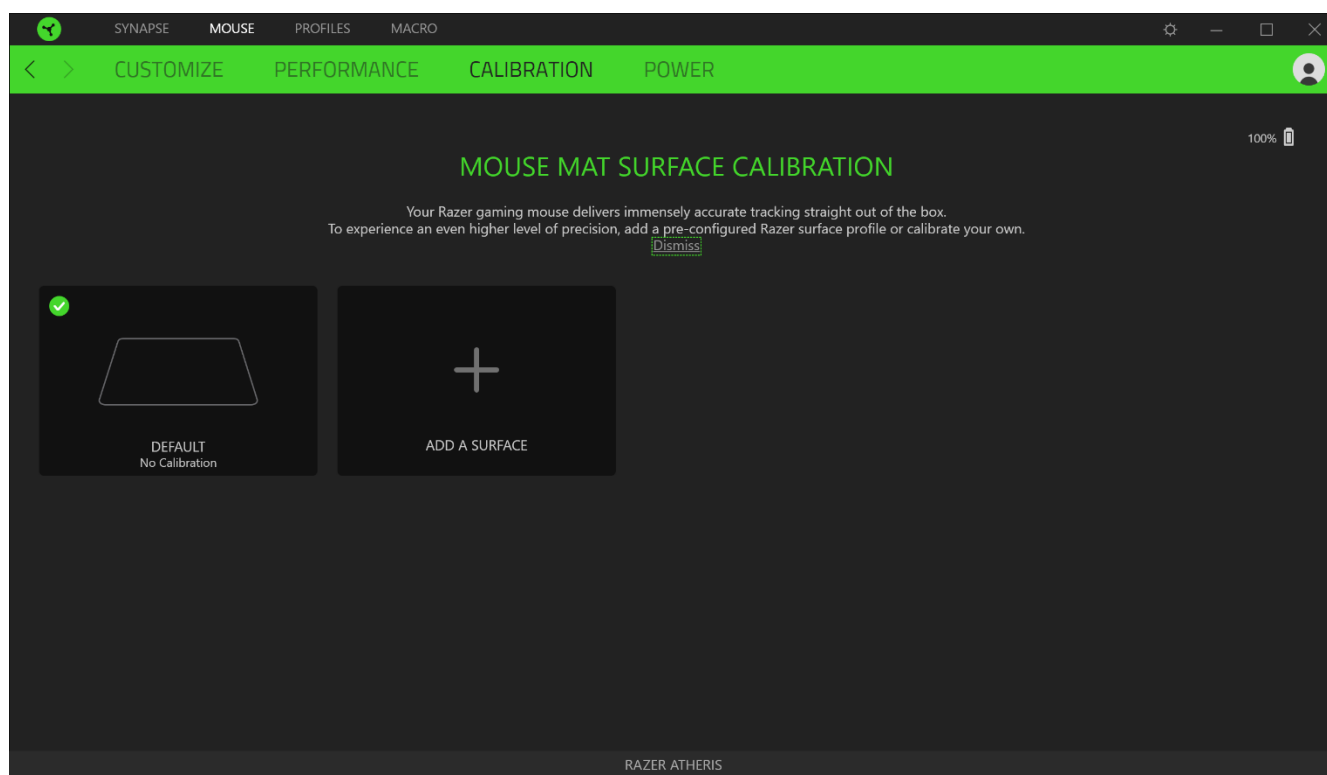 SYNAPSE MOUSE PROFILES MACRO
CUSTOMIZE PERFORMANCE CALIBRATION POWER
100%
MOUSE MAT SURFACE CALIBRATION
Your Razer gaming mouse delivers immensely accurate tracking straight out of the box.
To experience an even higher level of precision, add a pre-configured Razer surface profile or calibrate your own.
Dismiss
DEFAULT
No Calibration
ADD A SURFACE
RAZER ATHERIS